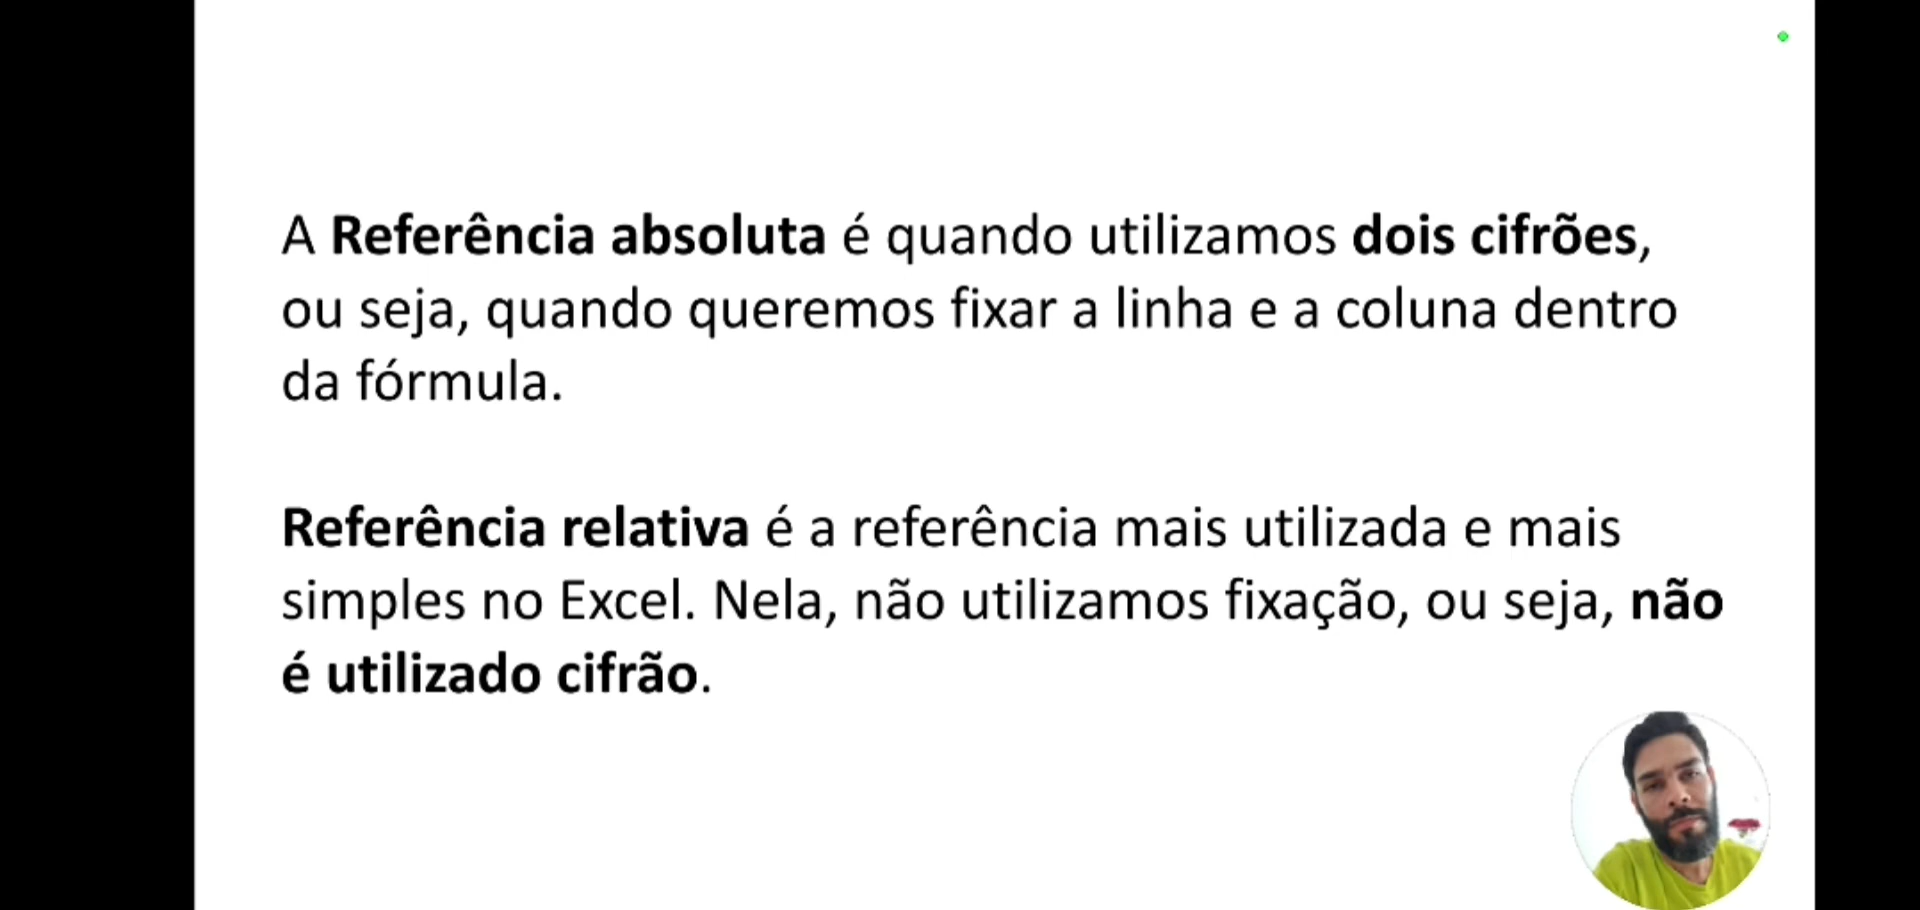 A Referência absoluta é quando utilizamos dois cifrões,
ou seja, quando queremos fixar a linha e a coluna dentro
da fórmula.
Referência relativa é a referência mais utilizada e mais
simples no Excel. Nela, não utilizamos fixação, ou seja, não
é utilizado cifrão.